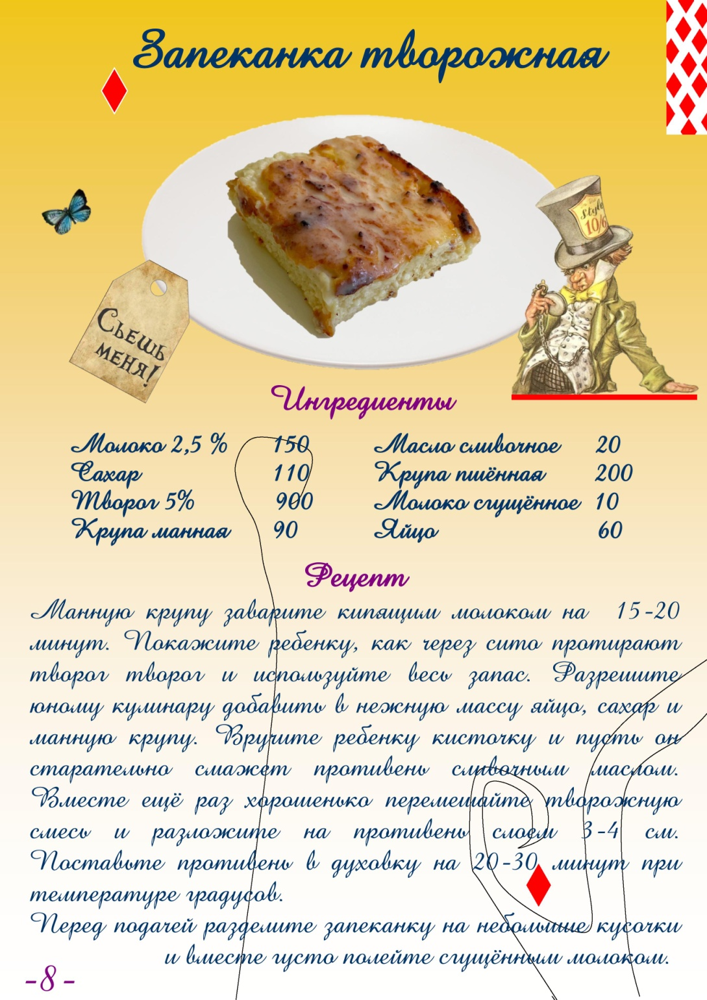 Запеканка творожная
Style
10/6
Съешь
меня!
Ингредиенты
Молоко 2,5 % 150 Масло сливочное 20
Сахар 110 Крупа пшённая 200
Творог 5% 900 Молоко сгущённое 10
Крупа манная 90 Яйцо 60
Рецепт
Манную крупу заварите кипящим молоком на 15-20
минут. Покажите ребенку, как через сито протирают
творог творог и используйте весь запас. Разрешите
юному кулинару добавить в нежную массу яйцо, сахар и
манную крупу. Вручите ребенку кисточку и пусть он
старательно смажет противень сливочным маслом.
Вместе ещё раз хорошенько перемешайте творожную
смесь и разложите на противень слоем 3-4 см.
Поставьте противень в духовку на 20-30 минут при
температуре градусов.
Перед подачей разделите запеканку на небольшие кусочки
и вместе густо полейте сгущённым молоком.
-8-